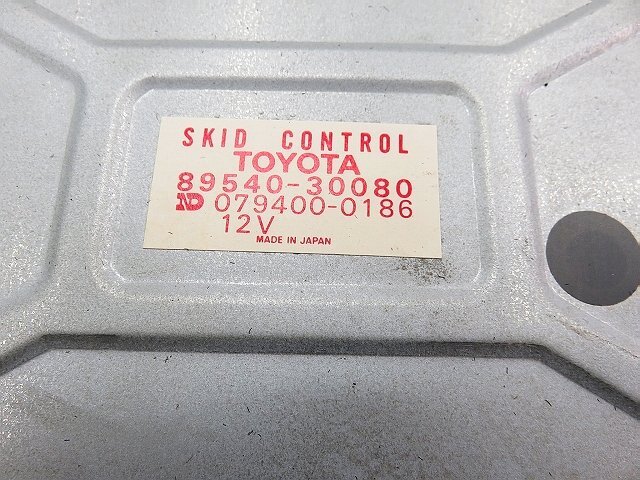 SKID CONTROL
TOYOTA
89540-30080
ND 079400-0186
12V
MADE IN JAPAN